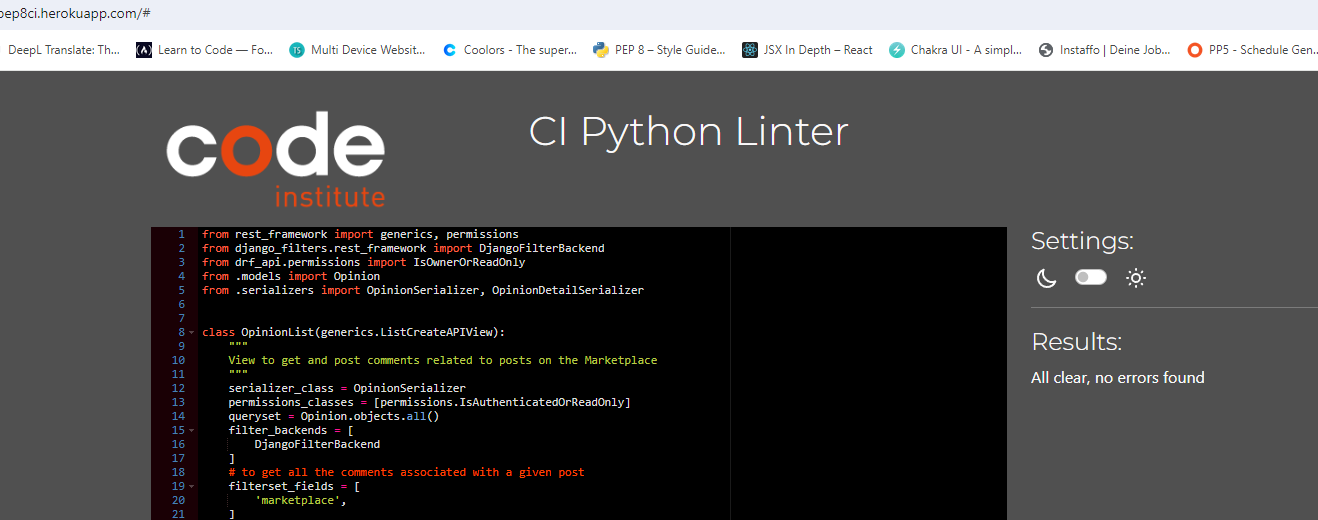 pep8ci.herokuapp.com/#
DeepL Translate: Th... Learn to Code — Fo... TS Multi Device Websit... Coolors - The super... PEP 8 – Style Guide... JSX In Depth – React Chakra UI - A simpl... Instaffo | Deine Job... PP5 - Schedule Gen...
code
institute
CI Python Linter
1 from rest_framework import generics, permissions
2 from django_filters.rest_framework import DjangoFilterBackend
3 from drf_api.permissions import IsOwnerOrReadOnly
4 from .models import Opinion
5 from .serializers import OpinionSerializer, OpinionDetailSerializer
6
7
8 class OpinionList(generics.ListCreateAPIView):
9 """
10 View to get and post comments related to posts on the Marketplace
11 """
12 serializer_class = OpinionSerializer
13 permissions_classes = [permissions.IsAuthenticatedOrReadOnly]
14 queryset = Opinion.objects.all()
15 filter_backends = [
16 DjangoFilterBackend
17 ]
18 # to get all the comments associated with a given post
19 filterset_fields = [
20 'marketplace',
21 ]
Settings:
Results:
All clear, no errors found